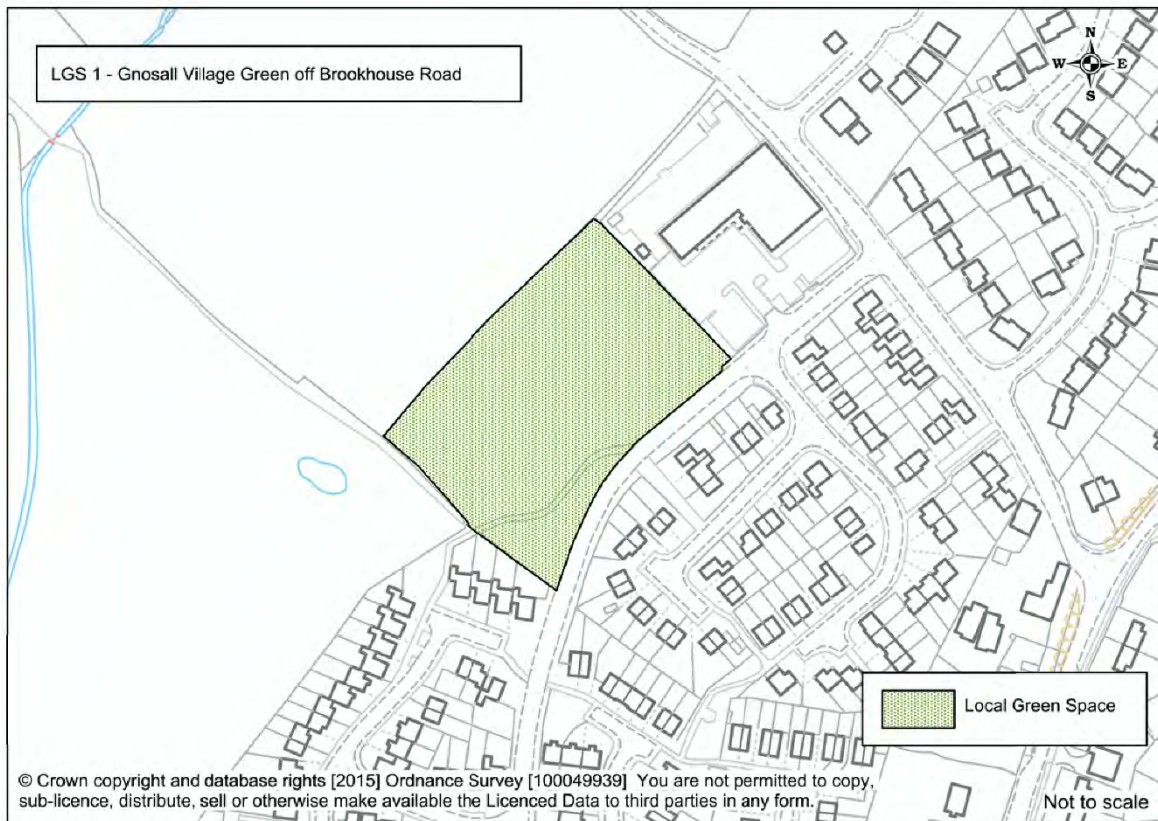 LGS 1 - Gnosall Village Green off Brookhouse Road
N
W E
S
Local Green Space
© Crown copyright and database rights [2015] Ordnance Survey [100049939] You are not permitted to copy,
sub-licence, distribute, sell or otherwise make available the Licenced Data to third parties in any form.
Not to scale